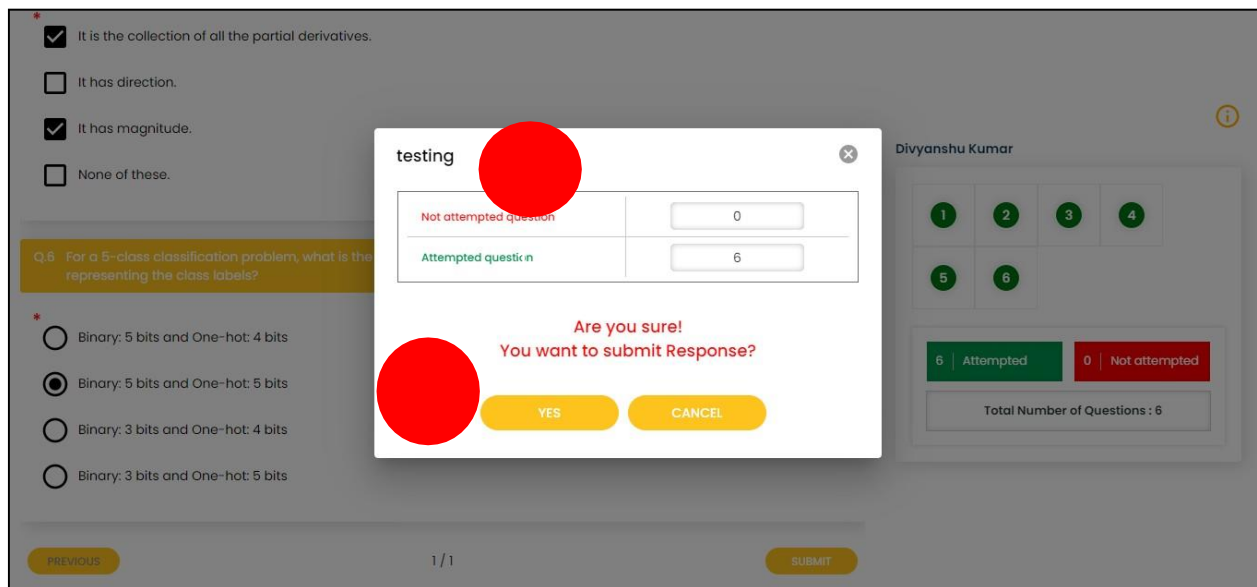 *
It is the collection of all the partial derivatives.
It has direction.
It has magnitude.
None of these.
Q.6 For a 5-class classification problem, what is the
representing the class labels?
*
Binary: 5 bits and One-hot: 4 bits
Binary: 5 bits and One-hot: 5 bits
Binary: 3 bits and One-hot: 4 bits
Binary: 3 bits and One-hot: 5 bits
PREVIOUS
1 / 1
SUBMIT
testing
Not attempted question 0
Attempted question 6
Are you sure!
You want to submit Response?
YES CANCEL
Divyanshu Kumar
1 2 3 4
5 6
6 | Attempted 0 | Not attempted
Total Number of Questions : 6